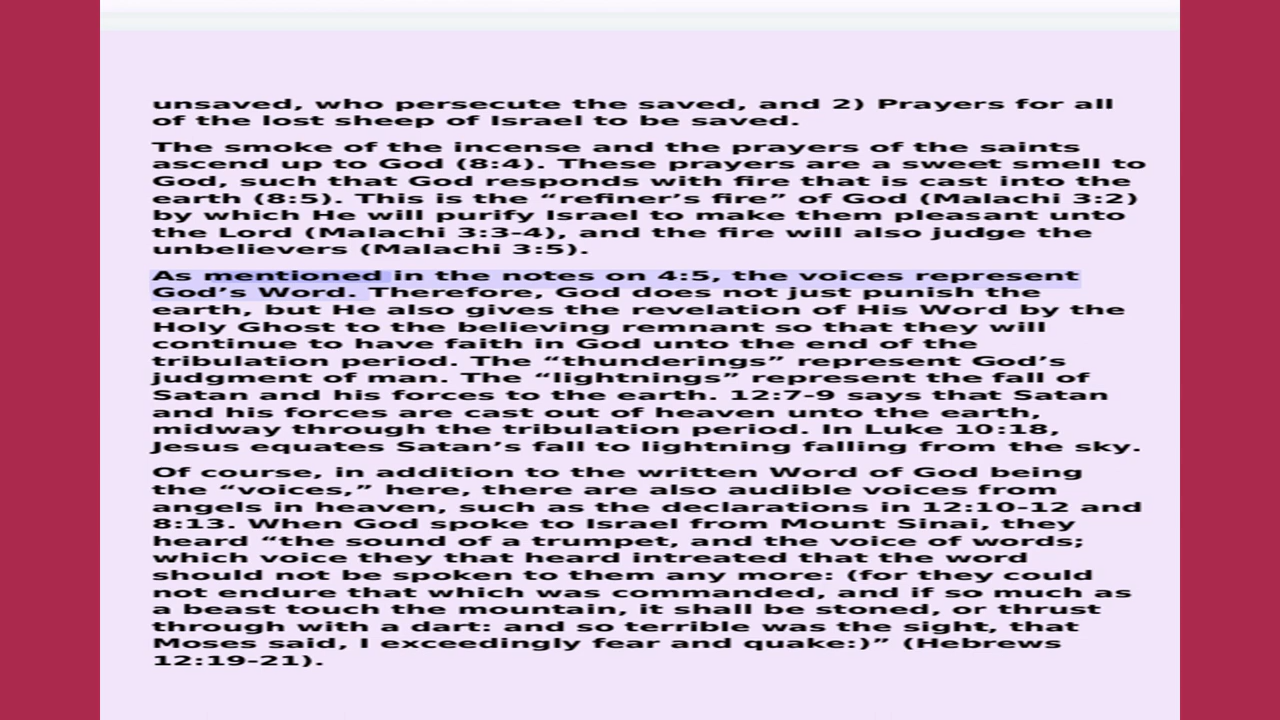 unsaved, who persecute the saved, and 2) Prayers for all
of the lost sheep of Israel to be saved.
The smoke of the incense and the prayers of the saints
ascend up to God (8:4). These prayers are a sweet smell to
God, such that God responds with fire that is cast into the
earth (8:5). This is the “refiner’s fire” of God (Malachi 3:2)
by which He will purify Israel to make them pleasant unto
the Lord (Malachi 3:3-4), and the fire will also judge the
unbelievers (Malachi 3:5).
As mentioned in the notes on 4:5, the voices represent
God’s Word. Therefore, God does not just punish the
earth, but He also gives the revelation of His Word by the
Holy Ghost to the believing remnant so that they will
continue to have faith in God unto the end of the
tribulation period. The “thunderings” represent God’s
judgment of man. The “lightnings” represent the fall of
Satan and his forces to the earth. 12:7-9 says that Satan
and his forces are cast out of heaven unto the earth,
midway through the tribulation period. In Luke 10:18,
Jesus equates Satan’s fall to lightning falling from the sky.
Of course, in addition to the written Word of God being
the “voices,” here, there are also audible voices from
angels in heaven, such as the declarations in 12:10-12 and
8:13. When God spoke to Israel from Mount Sinai, they
heard “the sound of a trumpet, and the voice of words;
which voice they that heard intreated that the word
should not be spoken to them any more: (for they could
not endure that which was commanded, and if so much as
a beast touch the mountain, it shall be stoned, or thrust
through with a dart: and so terrible was the sight, that
Moses said, I exceedingly fear and quake:)” (Hebrews
12:19-21).